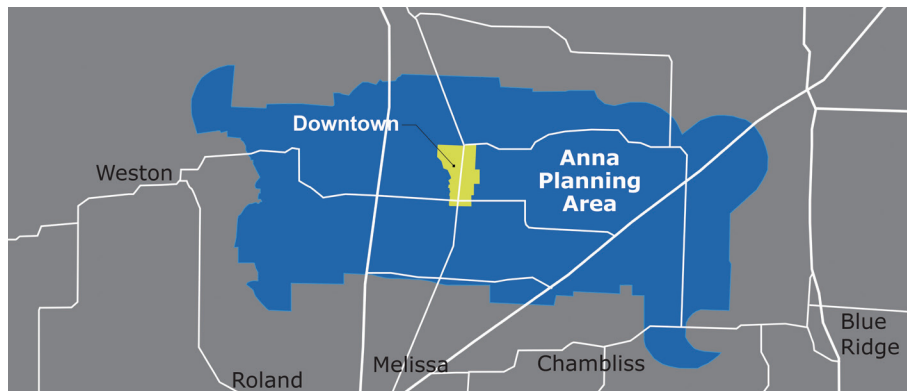 Downtown
Anna
Planning
Area
Weston
Blue
Ridge
Melissa
Chambliss
Roland